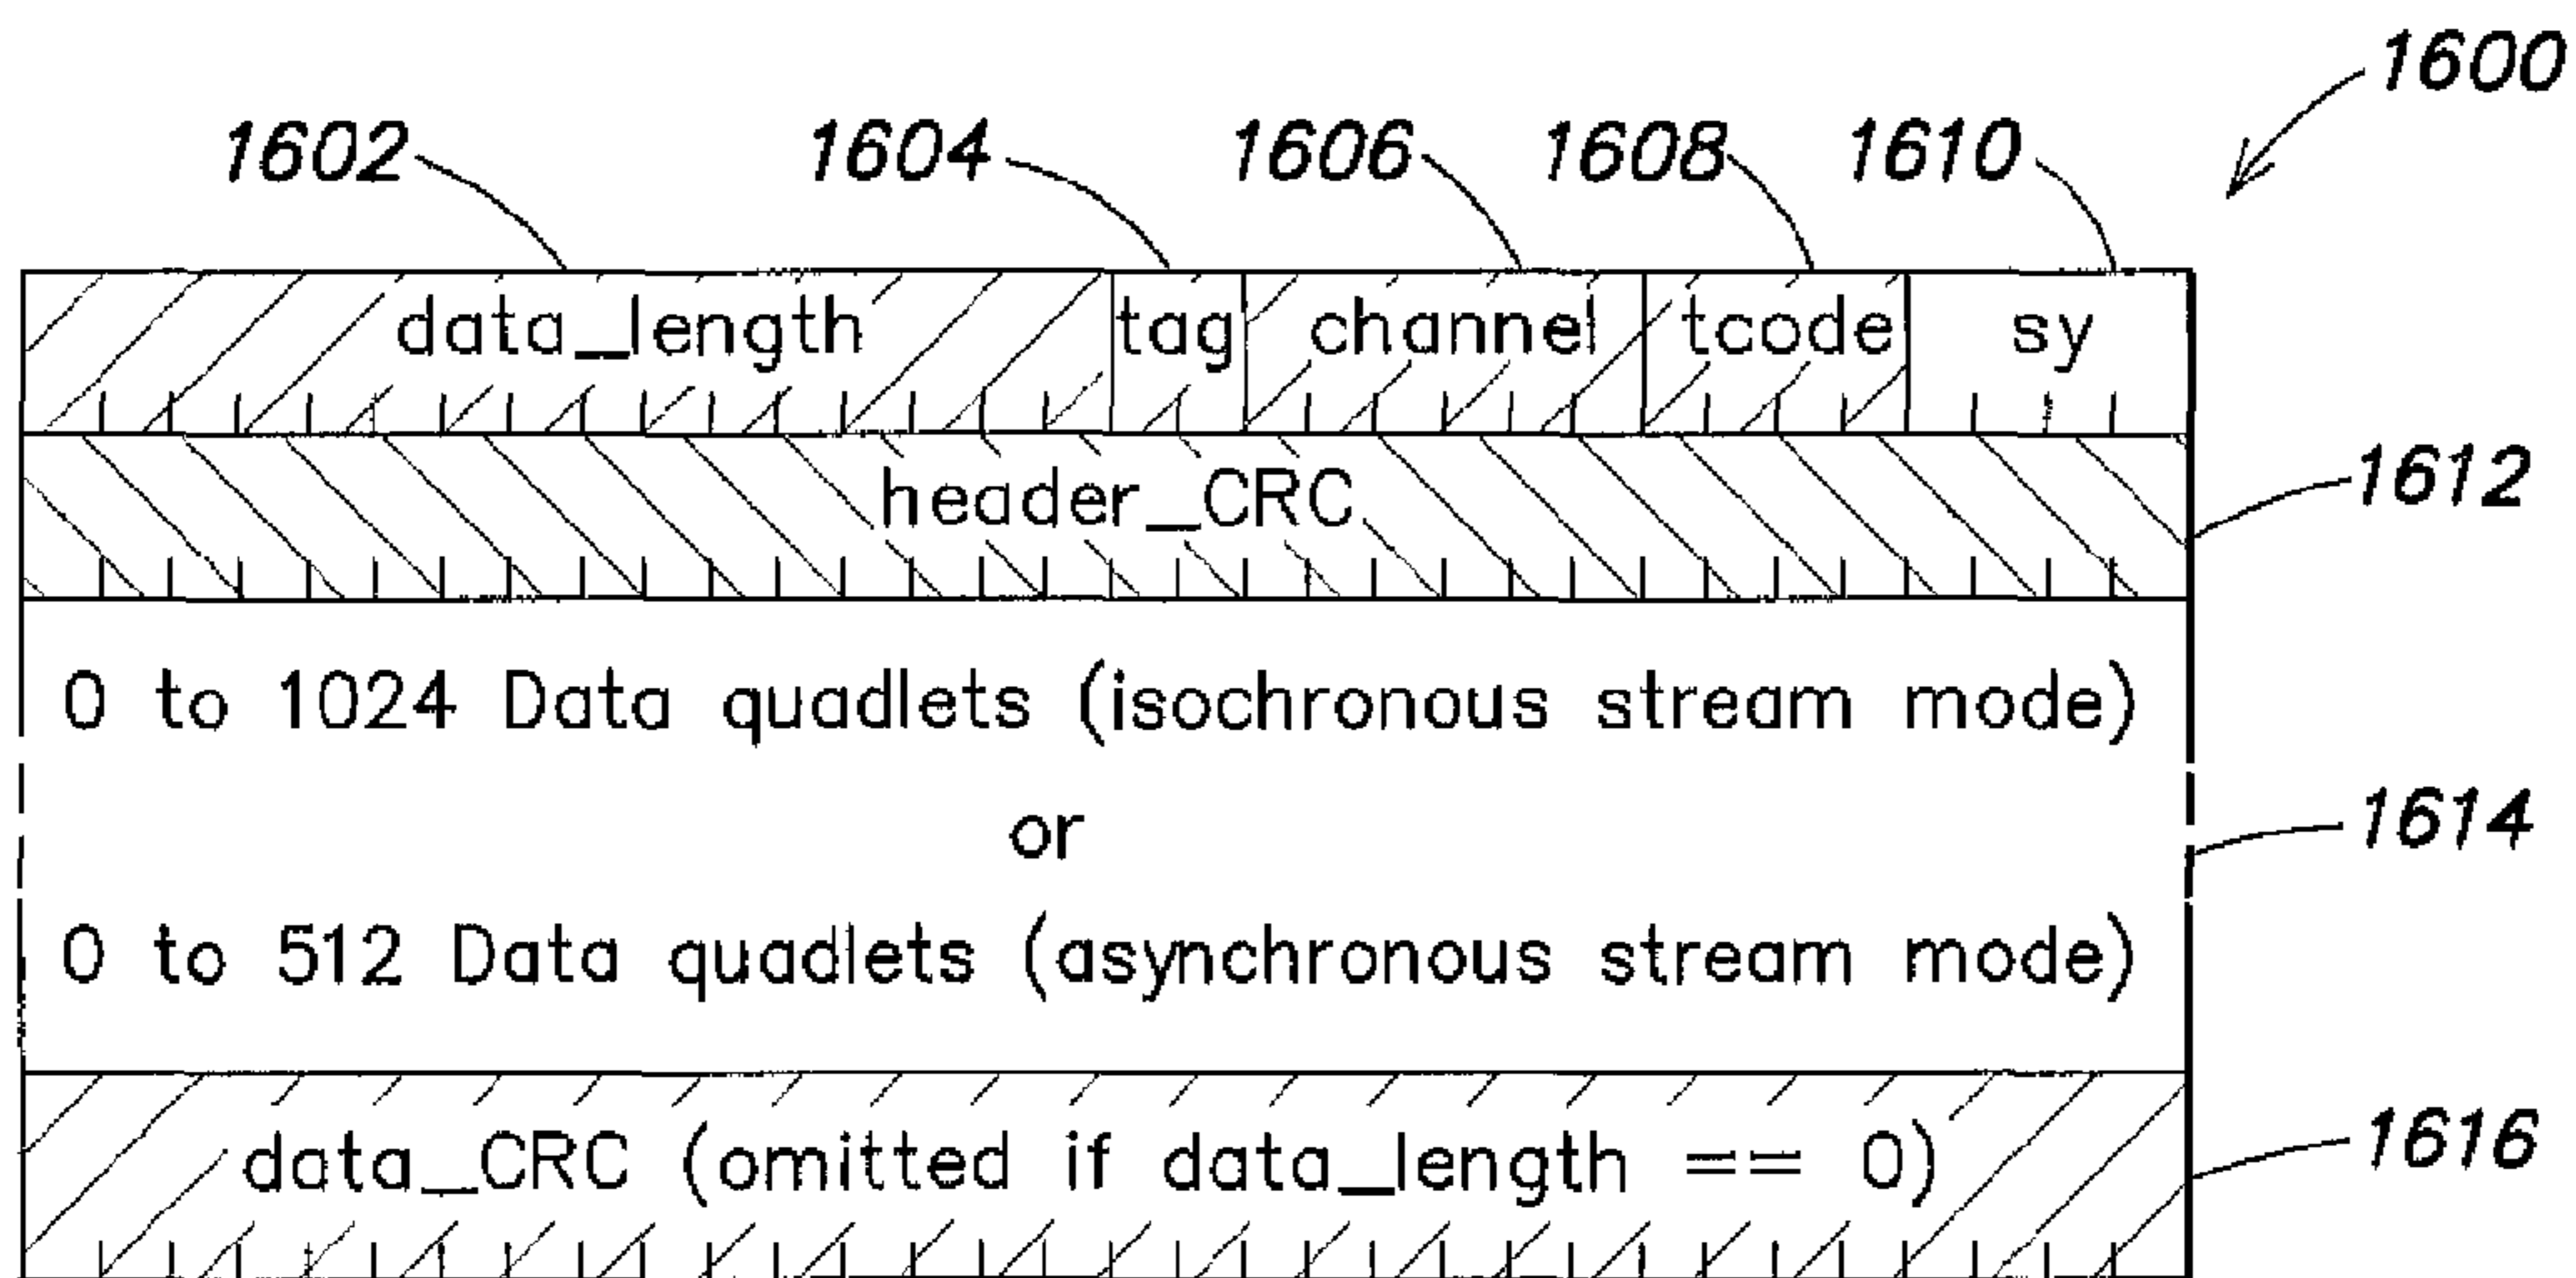 1600
1602 1604 1606 1608 1610
data_length tag channel tcode sy
header_CRC 1612
0 to 1024 Data quadlets (isochronous stream mode)
or 1614
0 to 512 Data quadlets (asynchronous stream mode)
data_CRC (omitted if data_length == 0) 1616